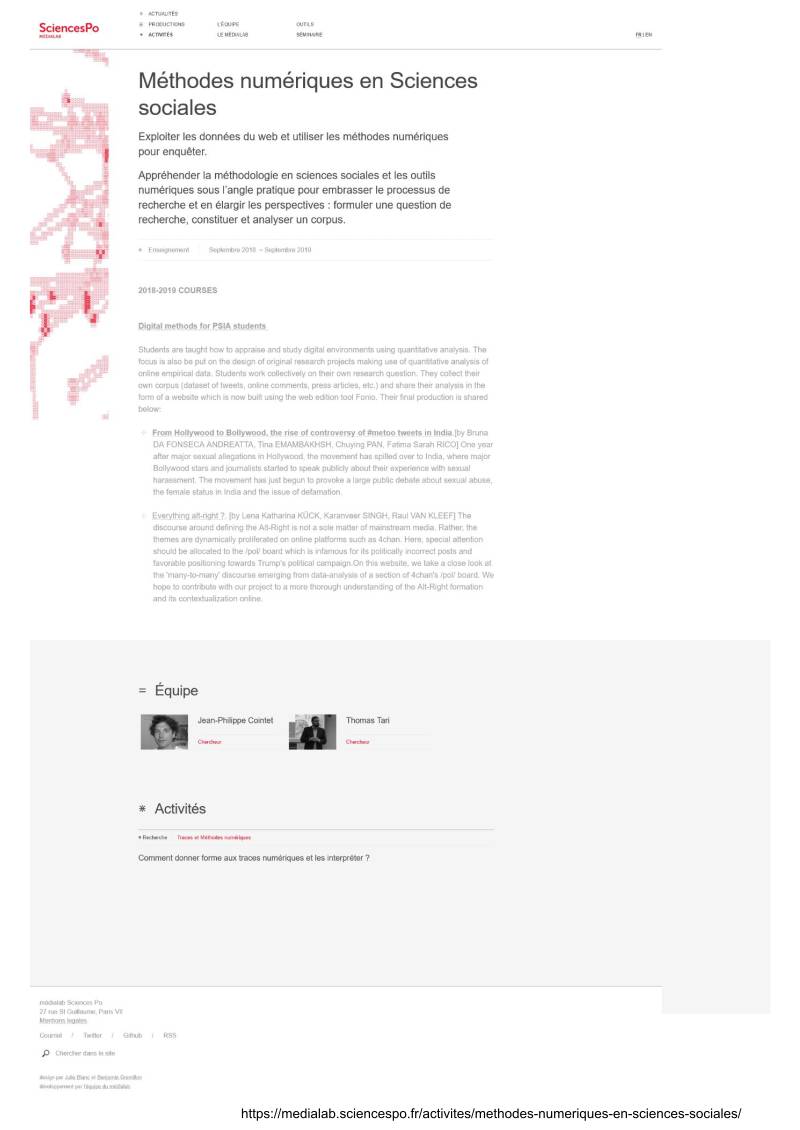 SciencesPo
MÉDIALAB
ACTUALITÉS
PRODUCTIONS
ACTIVITÉS
L'ÉQUIPE
LE MÉDIALAB
OUTILS
SÉMINAIRE
FR | EN
Méthodes numériques en Sciences
sociales
Exploiter les données du web et utiliser les méthodes numériques
pour enquêter.
Appréhender la méthodologie en sciences sociales et les outils
numériques sous l'angle pratique pour embrasser le processus de
recherche et en élargir les perspectives : formuler une question de
recherche, constituer et analyser un corpus.
Enseignement Septembre 2018 → Septembre 2019
2018-2019 COURSES
Digital methods for PSIA students
Students are taught how to appraise and study digital environments using quantitative analysis. The
focus is also be put on the design of original research projects making use of quantitative analysis of
online empirical data. Students work collectively on their own research question. They collect their
own corpus (dataset of tweets, online comments, press articles, etc.) and share their analysis in the
form of a website which is now built using the web edition tool Fonio. Their final production is shared
below:
From Hollywood to Bollywood, the rise of controversy of #metoo tweets in India [by Bruna
DA FONSECA ANDREATTA, Tina EMAMBAKHSH, Chuying PAN, Fatima Sarah RICO] One year
after major sexual allegations in Hollywood, the movement has spilled over to India, where major
Bollywood stars and journalists started to speak publicly about their experience with sexual
harassment. The movement has just begun to provoke a large public debate about sexual abuse,
the female status in India and the issue of defamation.
Everything alt-right ? [by Lena Katharina KÜCK, Karanveer SINGH, Raul VAN KLEEF] The
discourse around defining the Alt-Right is not a sole matter of mainstream media. Rather, the
themes are dynamically proliferated on online platforms such as 4chan. Here, special attention
should be allocated to the /pol/ board which is infamous for its politically incorrect posts and
favorable positioning towards Trump's political campaign.On this website, we take a close look at
the 'many-to-many' discourse emerging from data-analysis of a section of 4chan's /pol/ board. We
hope to contribute with our project to a more thorough understanding of the Alt-Right formation
and its contextualization online.
= Équipe
Jean-Philippe Cointet
Chercheur
Thomas Tari
Chercheur
✳ Activités
Recherche Traces et Méthodes numériques
Comment donner forme aux traces numériques et les interpréter ?
médialab Sciences Po
27 rue St Guillaume, Paris VII
Mentions legales
Courriel / Twitter / Github / RSS
Chercher dans le site
design par Julie Blanc et Benjamin Gremillon
développement par l'équipe du médialab
https://medialab.sciencespo.fr/activites/methodes-numeriques-en-sciences-sociales/